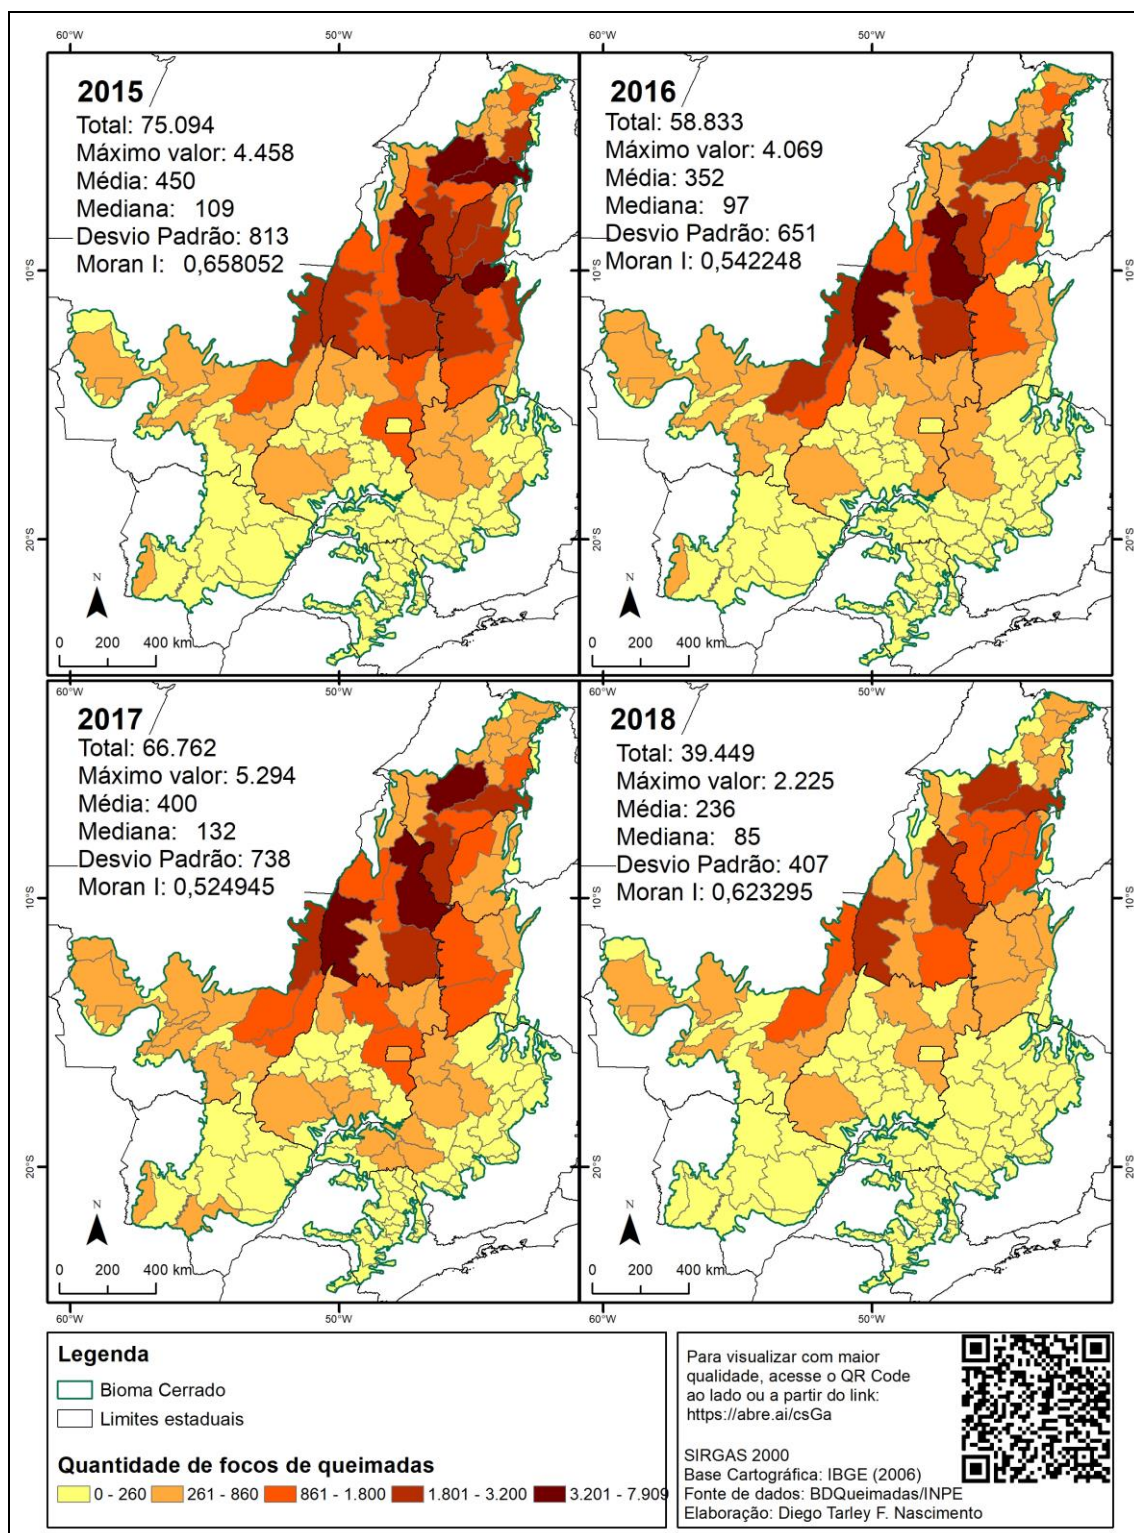 60°W
50°W
60°W
50°W
2015
Total: 75.094
Máximo valor: 4.458
Média: 450
Mediana: 109
Desvio Padrão: 813
Moran I: 0,658052
10°S
20°S
N
0 200 400 km
2016
Total: 58.833
Máximo valor: 4.069
Média: 352
Mediana: 97
Desvio Padrão: 651
Moran I: 0,542248
10°S
20°S
N
0 200 400 km
10°S
20°S
60°W
50°W
60°W
50°W
2017
Total: 66.762
Máximo valor: 5.294
Média: 400
Mediana: 132
Desvio Padrão: 738
Moran I: 0,524945
10°S
20°S
N
0 200 400 km
2018
Total: 39.449
Máximo valor: 2.225
Média: 236
Mediana: 85
Desvio Padrão: 407
Moran I: 0,623295
10°S
20°S
N
0 200 400 km
10°S
20°S
60°W
50°W
60°W
50°W
Legenda
Bioma Cerrado
Limites estaduais
Quantidade de focos de queimadas
0 - 260 261 - 860 861 - 1.800 1.801 - 3.200 3.201 - 7.909
Para visualizar com maior
qualidade, acesse o QR Code
ao lado ou a partir do link:
https://abre.ai/csGa
SIRGAS 2000
Base Cartográfica: IBGE (2006)
Fonte de dados: BDQueimadas/INPE
Elaboração: Diego Tarley F. Nascimento